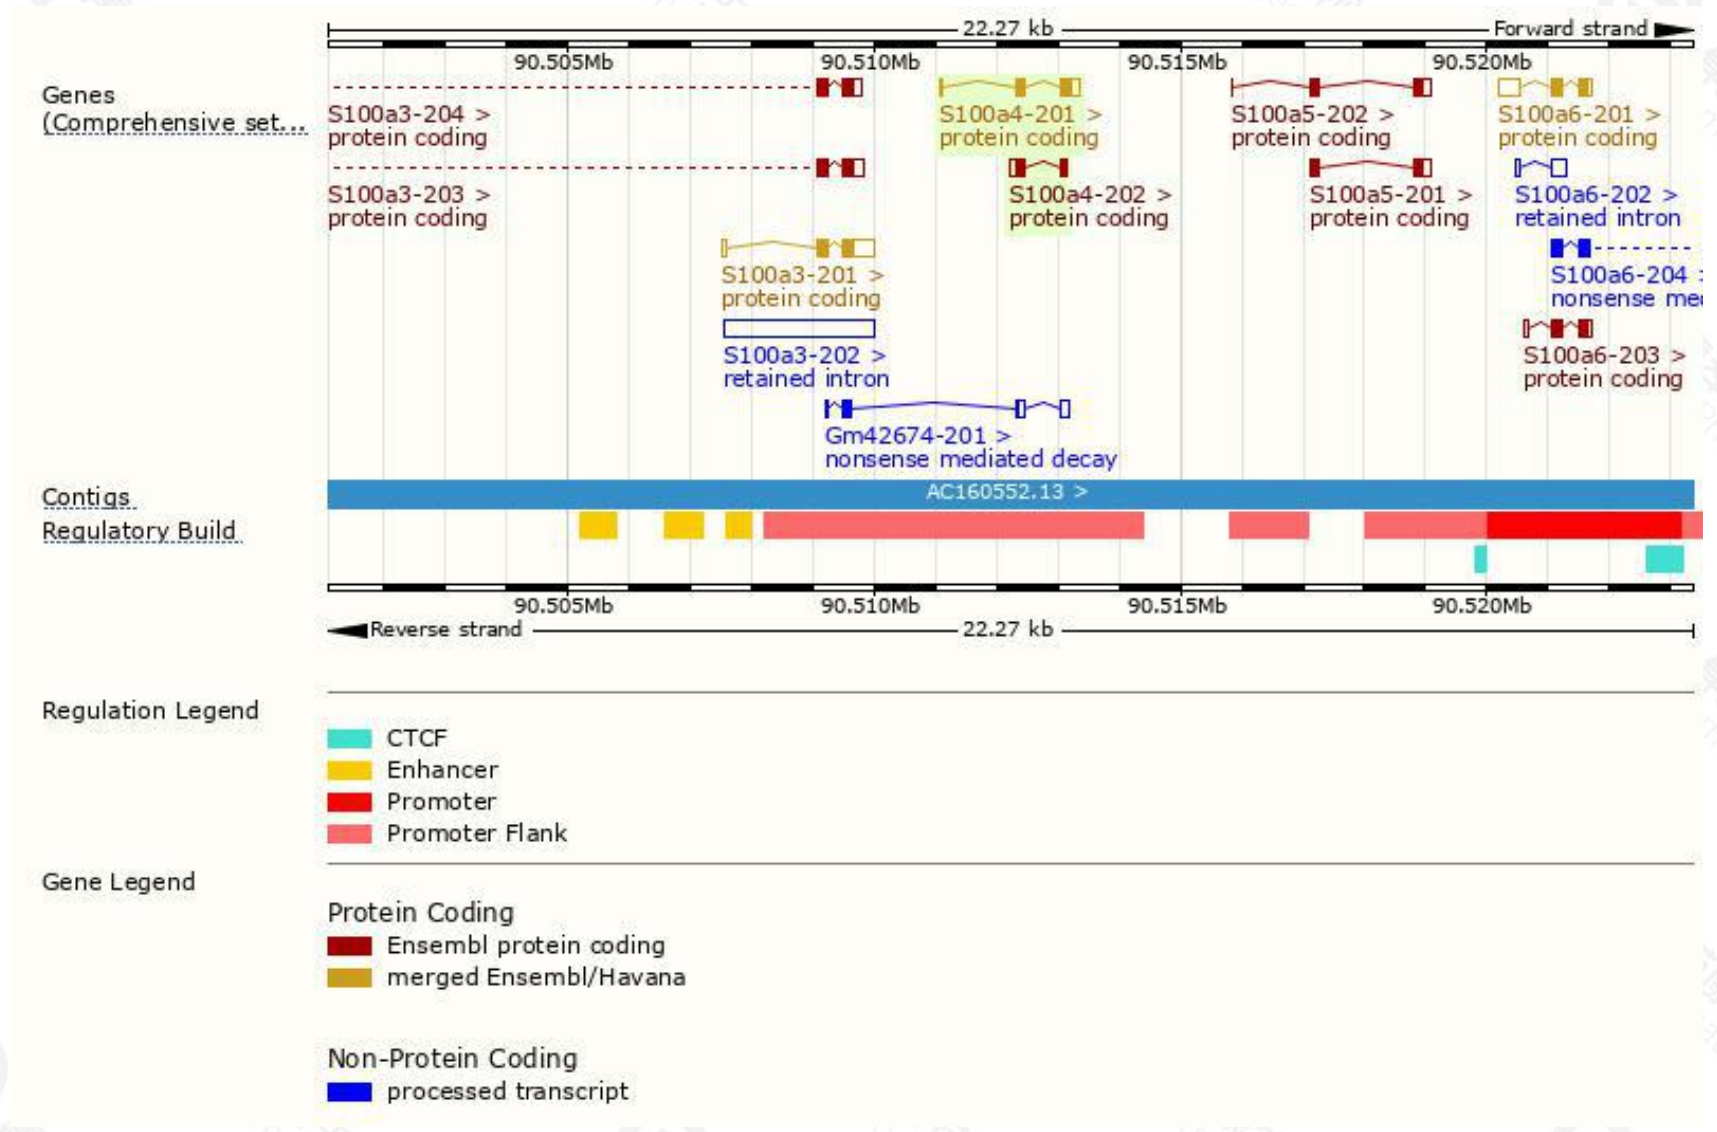 22.27 kb Forward strand
90.505Mb 90.510Mb 90.515Mb 90.520Mb
Genes
(Comprehensive set...
S100a3-204 > S100a4-201 > S100a5-202 > S100a6-201 >
protein coding protein coding protein coding protein coding
S100a3-203 > S100a4-202 > S100a5-201 > S100a6-202 >
protein coding protein coding protein coding retained intron
S100a3-201 > S100a6-204
protein coding nonsense me
S100a3-202 > S100a6-203 >
retained intron protein coding
Gm42674-201 >
nonsense mediated decay
Contigs AC160552.13 >
Regulatory Build
90.505Mb 90.510Mb 90.515Mb 90.520Mb
Reverse strand 22.27 kb
Regulation Legend
CTCF
Enhancer
Promoter
Promoter Flank
Gene Legend
Protein Coding
Ensembl protein coding
merged Ensembl/Havana
Non-Protein Coding
processed transcript